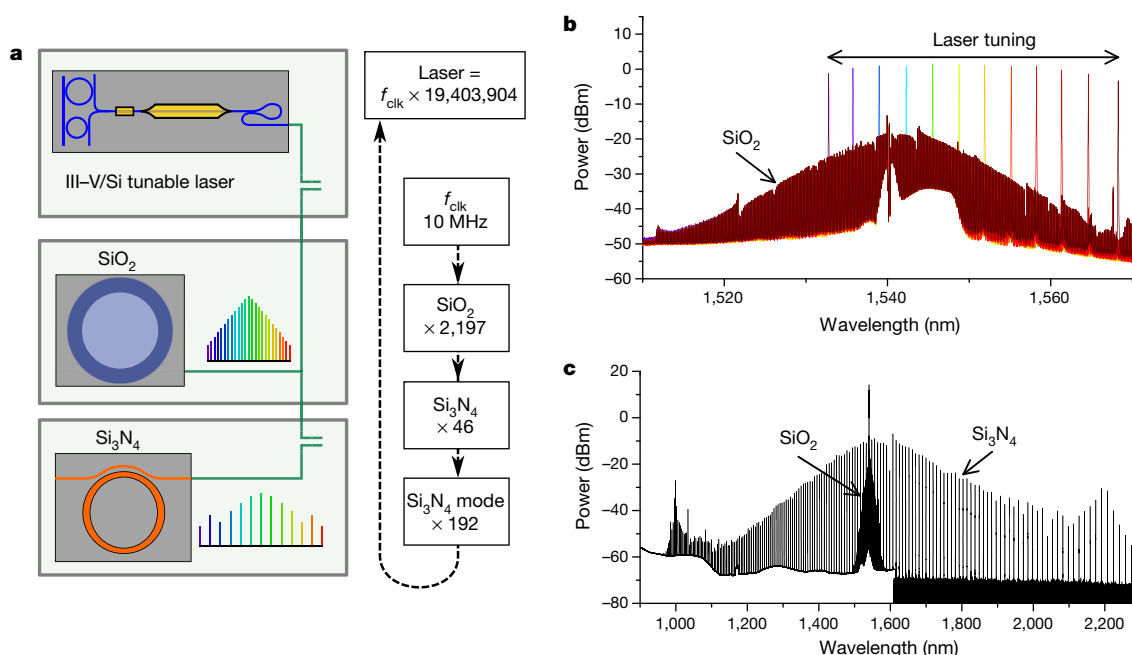 a
III–V/Si tunable laser
SiO2
Si3N4
Laser =
fclk × 19,403,904
fclk
10 MHz
SiO2
× 2,197
Si3N4
× 46
Si3N4 mode
× 192
b
Laser tuning
SiO2
Power (dBm)
10
0
–10
–20
–30
–40
–50
–60
1,520
1,540
1,560
Wavelength (nm)
c
SiO2
Si3N4
Power (dBm)
20
0
–20
–40
–60
–80
1,000
1,200
1,400
1,600
1,800
2,000
2,200
Wavelength (nm)